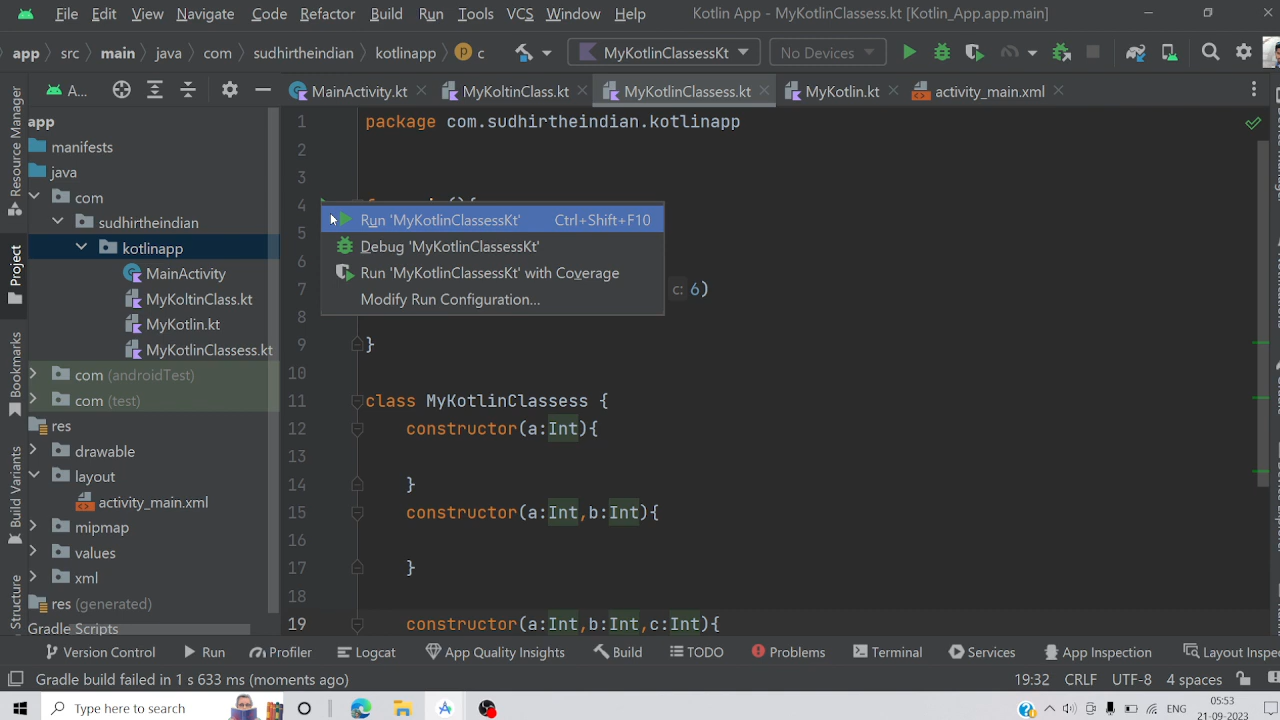 File Edit View Navigate Code Refactor Build Run Tools VCS Window Help Kotlin App - MyKotlinClassess.kt [Kotlin_App.app.main]
app src main java com sudhirtheindian kotlinapp c MyKotlinClassessKt No Devices
A... MainActivity.kt MyKoltinClass.kt MyKotlinClassess.kt MyKotlin.kt activity_main.xml
Resource Manager
Project
Bookmarks
Build Variants
Structure
app
manifests
java
com
sudhirtheindian
kotlinapp
MainActivity
MyKoltinClass.kt
MyKotlin.kt
MyKotlinClassess.kt
com (androidTest)
com (test)
res
drawable
layout
activity_main.xml
mipmap
values
xml
res (generated)
Gradle Scripts
1 package com.sudhirtheindian.kotlinapp
2
3
4
5
6
7 c: 6)
8
9 }
10
11 class MyKotlinClassess {
12 constructor(a:Int){
13
14 }
15 constructor(a:Int,b:Int){
16
17 }
18
19 constructor(a:Int,b:Int,c:Int){
Run 'MyKotlinClassessKt' Ctrl+Shift+F10
Debug 'MyKotlinClassessKt'
Run 'MyKotlinClassessKt' with Coverage
Modify Run Configuration...
Version Control Run Profiler Logcat App Quality Insights Build TODO Problems Terminal Services App Inspection Layout Inspe
Gradle build failed in 1 s 633 ms (moments ago) 19:32 CRLF UTF-8 4 spaces
Type here to search ENG 05:53
21-09-2023